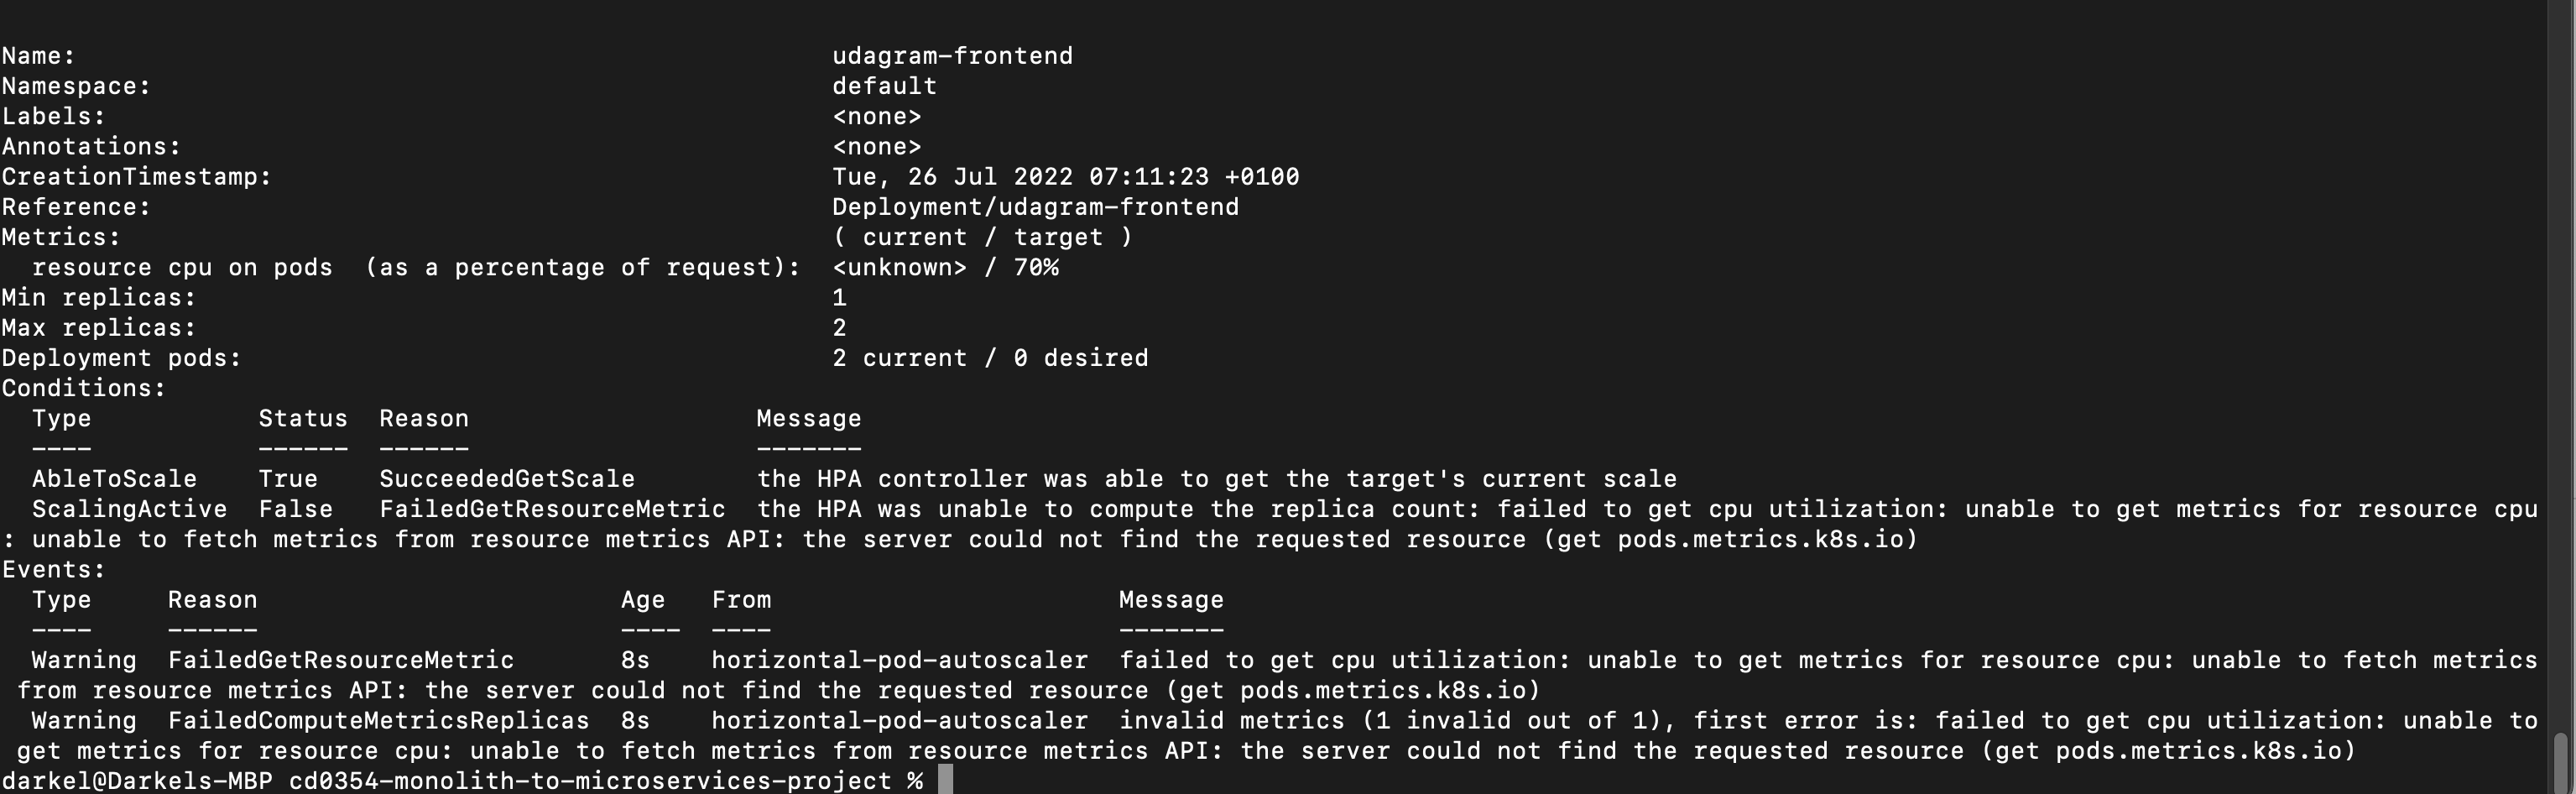 Name:                                                  udagram-frontend
Namespace:                                             default
Labels:                                                <none>
Annotations:                                           <none>
CreationTimestamp:                                     Tue, 26 Jul 2022 07:11:23 +0100
Reference:                                             Deployment/udagram-frontend
Metrics:                                               ( current / target )
  resource cpu on pods  (as a percentage of request):  <unknown> / 70%
Min replicas:                                          1
Max replicas:                                          2
Deployment pods:                                       2 current / 0 desired
Conditions:
  Type           Status  Reason                   Message
  ----           ------  ------                   -------
  AbleToScale    True    SucceededGetScale        the HPA controller was able to get the target's current scale
  ScalingActive  False   FailedGetResourceMetric  the HPA was unable to compute the replica count: failed to get cpu utilization: unable to get metrics for resource cpu
: unable to fetch metrics from resource metrics API: the server could not find the requested resource (get pods.metrics.k8s.io)
Events:
  Type     Reason                        Age   From                       Message
  ----     ------                        ----  ----                       -------
  Warning  FailedGetResourceMetric       8s    horizontal-pod-autoscaler  failed to get cpu utilization: unable to get metrics for resource cpu: unable to fetch metrics
 from resource metrics API: the server could not find the requested resource (get pods.metrics.k8s.io)
  Warning  FailedComputeMetricsReplicas  8s    horizontal-pod-autoscaler  invalid metrics (1 invalid out of 1), first error is: failed to get cpu utilization: unable to
 get metrics for resource cpu: unable to fetch metrics from resource metrics API: the server could not find the requested resource (get pods.metrics.k8s.io)
darkel@Darkels-MBP cd0354-monolith-to-microservices-project %